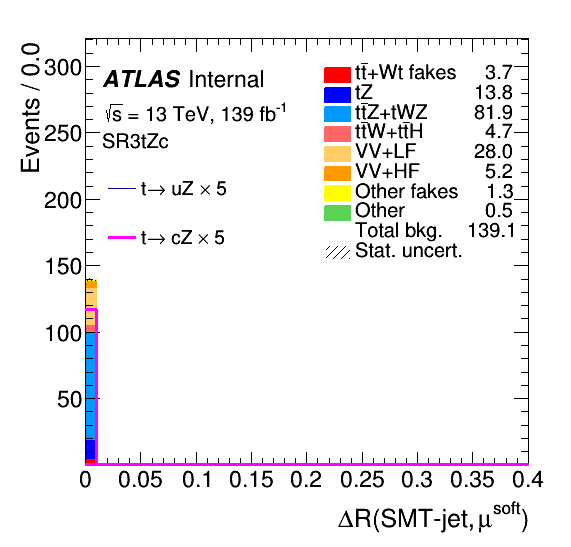 Events / 0.0
300
250
200
150
100
50
ATLAS Internal
√s = 13 TeV, 139 fb⁻¹
SR3tZc
t→ uZ × 5
t→ cZ × 5
tt̄+Wt fakes 3.7
tZ 13.8
tt̄Z+tWZ 81.9
tt̄W+tt̄H 4.7
VV+LF 28.0
VV+HF 5.2
Other fakes 1.3
Other 0.5
Total bkg. 139.1
Stat. uncert.
0 0.05 0.1 0.15 0.2 0.25 0.3 0.35 0.4
ΔR(SMT-jet, μ^soft)